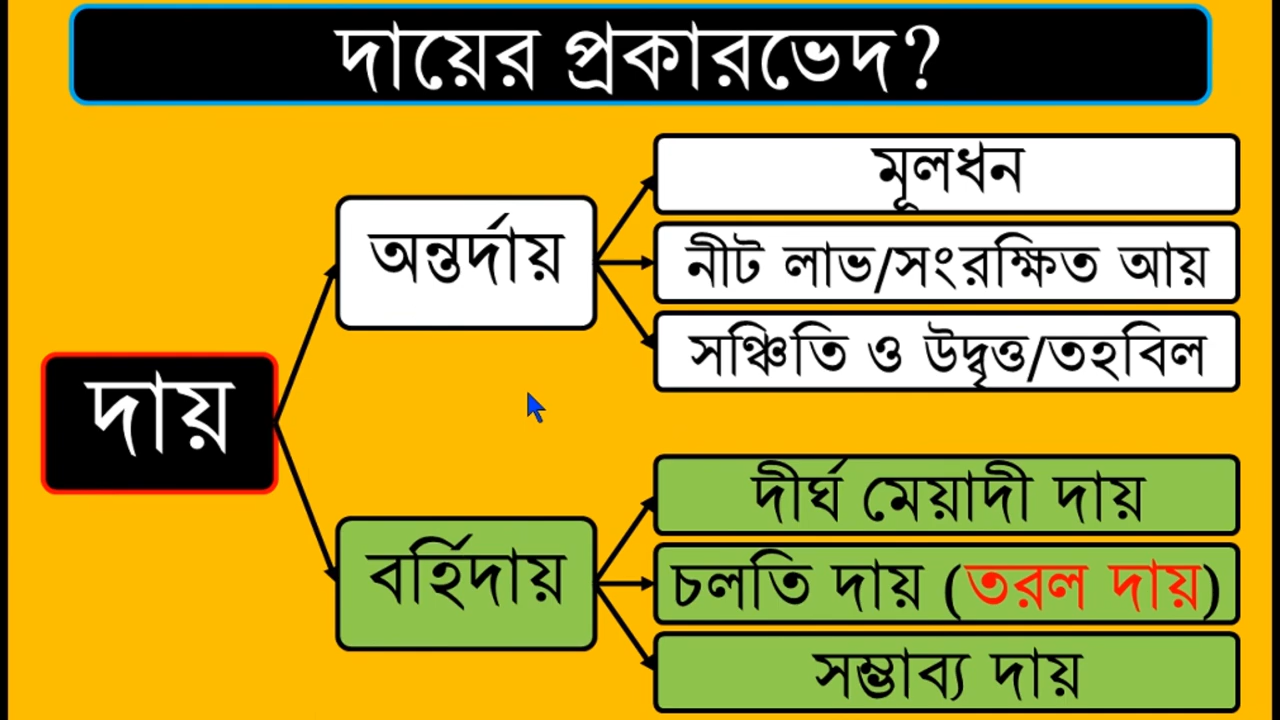 দায়ের প্রকারভেদ?
মূলধন
অন্তর্দায়
নীট লাভ/সংরক্ষিত আয়
সঞ্চিতি ও উদ্বৃত্ত/তহবিল
দায়
দীর্ঘ মেয়াদী দায়
বর্হিদায়
চলতি দায় (তরল দায়)
সম্ভাব্য দায়